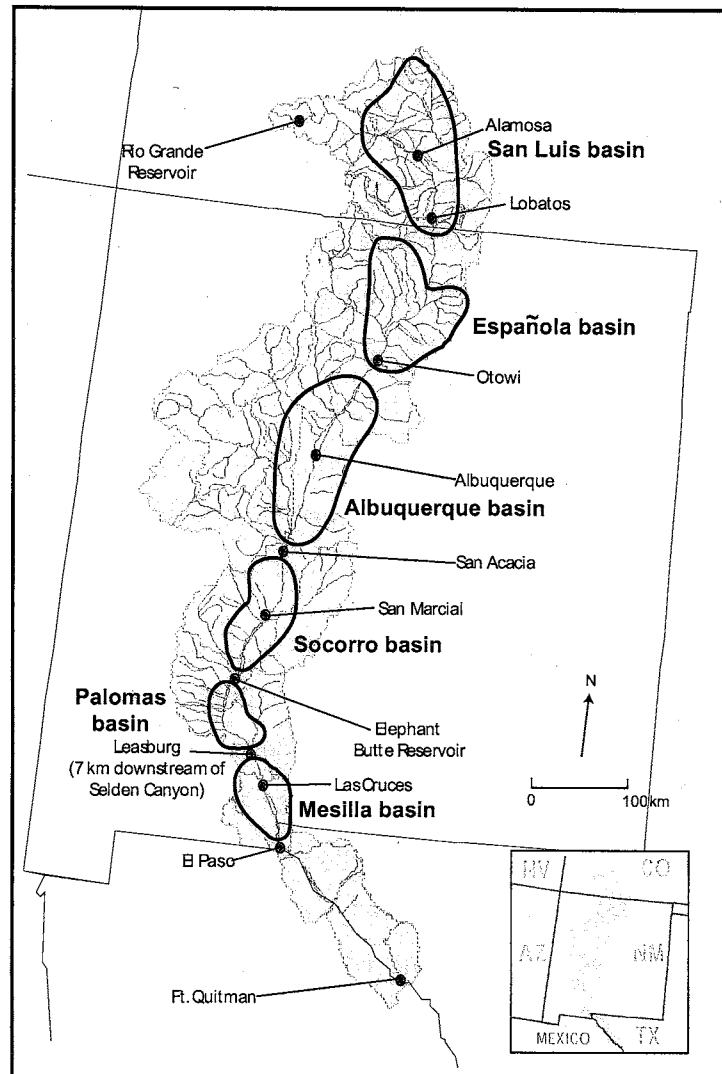 Alamosa
San Luis basin
Rio Grande
Reservoir
Lobatos
Española basin
Otowi
Albuquerque
Albuquerque basin
San Acacia
San Marcial
Socorro basin
Palomas
basin
Elephant
Butte Reservoir
Leasburg
(7 km downstream of
Selden Canyon)
Las Cruces
Mesilla basin
N
0 100km
El Paso
Ft. Quitman
NV CO
AZ NM
MEXICO TX